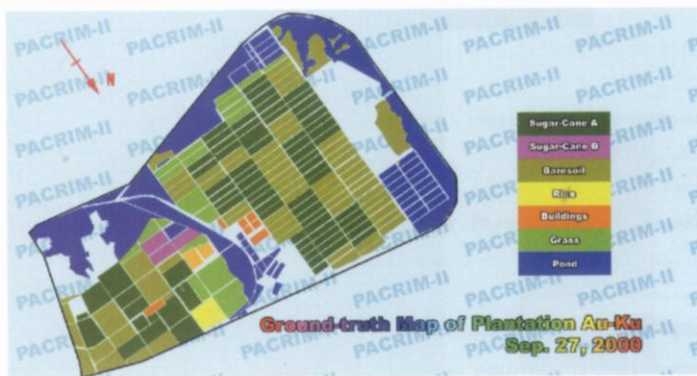 PACRIM-II
N
Sugar-Cane A
Sugar-Cane B
Baresoil
Rice
Buildings
Grass
Pond
Ground-truth Map of Plantation Au-Ku
Sep. 27, 2000